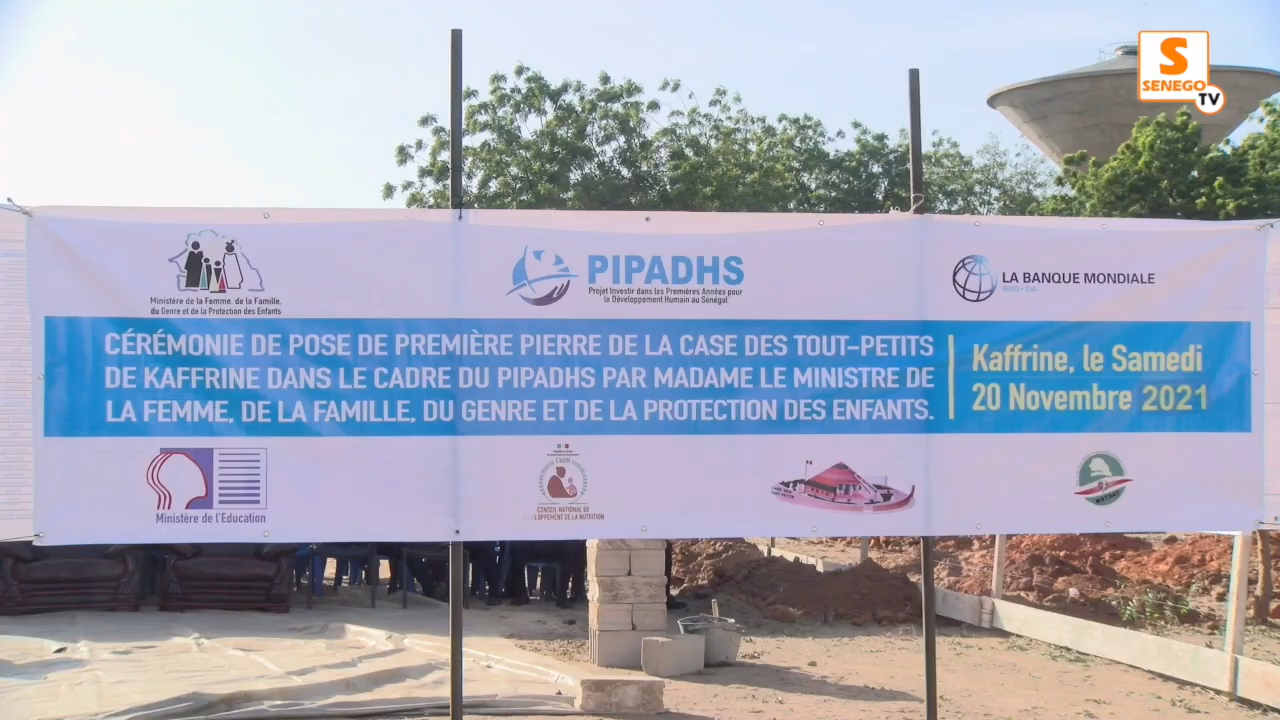 S
SENEGO
TV
Ministère de la Femme, de la Famille,
du Genre et de la Protection des Enfants
PIPADHS
Projet Investir dans les Premières Années pour
le Développement Humain au Sénégal
LA BANQUE MONDIALE
BIRD • IDA
CÉRÉMONIE DE POSE DE PREMIÈRE PIERRE DE LA CASE DES TOUT-PETITS
DE KAFFRINE DANS LE CADRE DU PIPADHS PAR MADAME LE MINISTRE DE
LA FEMME, DE LA FAMILLE, DU GENRE ET DE LA PROTECTION DES ENFANTS.
Kaffrine, le Samedi
20 Novembre 2021
Ministère de l'Education
CONSEIL NATIONAL DE
DEVELOPPEMENT DE LA NUTRITION